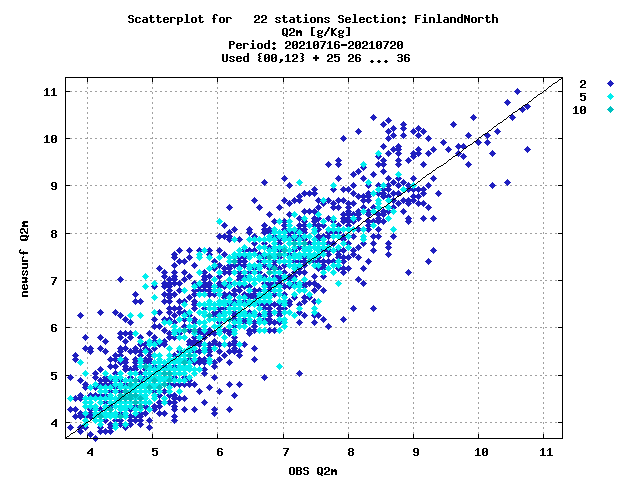 Scatterplot for   22 stations Selection: FinlandNorth
Q2m [g/Kg]
Period: 20210716-20210720
Used {00,12} + 25 26 ... 36
2
5
10
11
10
9
8
7
6
5
4
newsurf Q2m
4 5 6 7 8 9 10 11
OBS Q2m